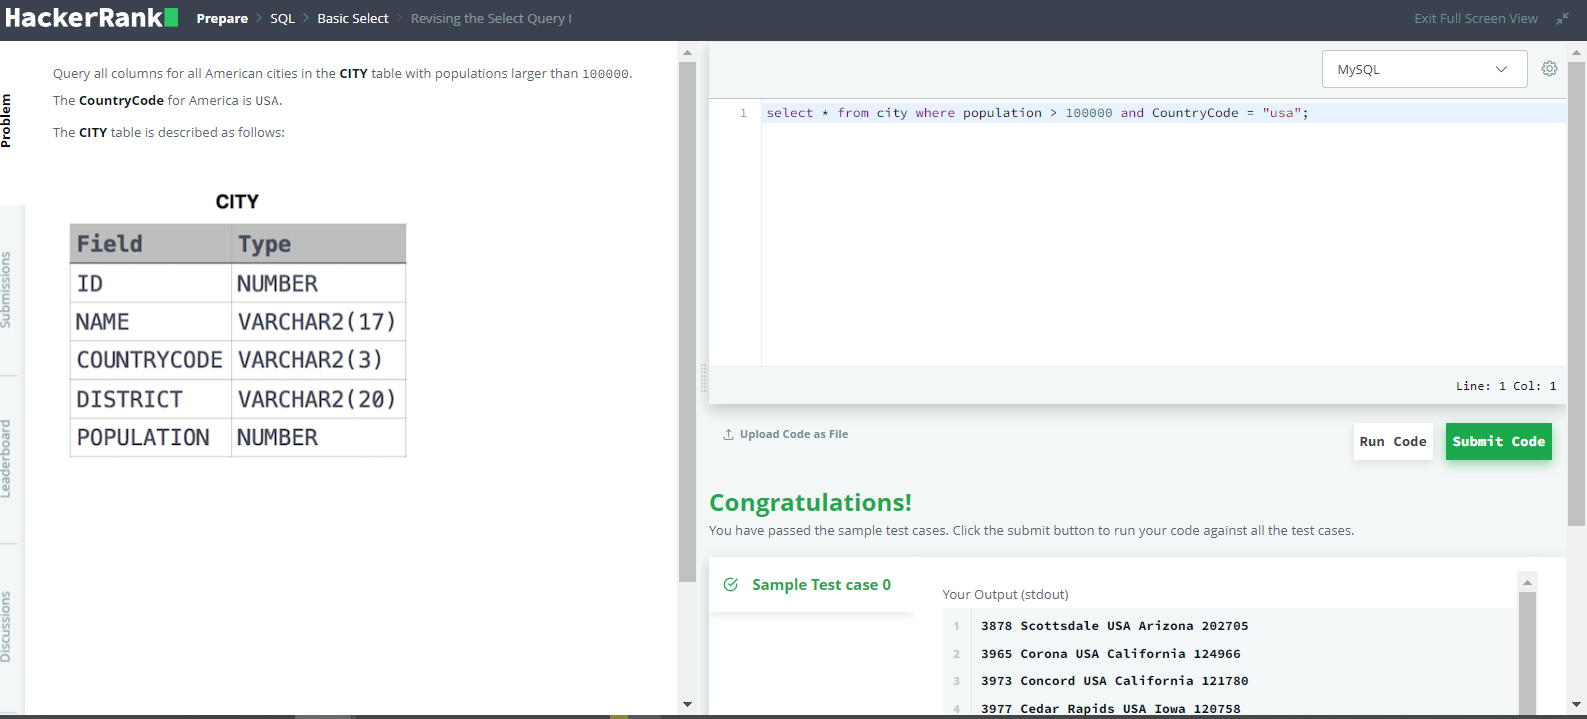 HackerRank Prepare > SQL > Basic Select > Revising the Select Query I Exit Full Screen View
Problem
Submissions
Leaderboard
Discussions
Query all columns for all American cities in the CITY table with populations larger than 100000.
The CountryCode for America is USA.
The CITY table is described as follows:
CITY
Field Type
ID NUMBER
NAME VARCHAR2(17)
COUNTRYCODE VARCHAR2(3)
DISTRICT VARCHAR2(20)
POPULATION NUMBER
MySQL
1 select * from city where population > 100000 and CountryCode = "usa";
Line: 1 Col: 1
Upload Code as File
Run Code
Submit Code
Congratulations!
You have passed the sample test cases. Click the submit button to run your code against all the test cases.
Sample Test case 0
Your Output (stdout)
1 3878 Scottsdale USA Arizona 202705
2 3965 Corona USA California 124966
3 3973 Concord USA California 121780
4 3977 Cedar Rapids USA Iowa 120758